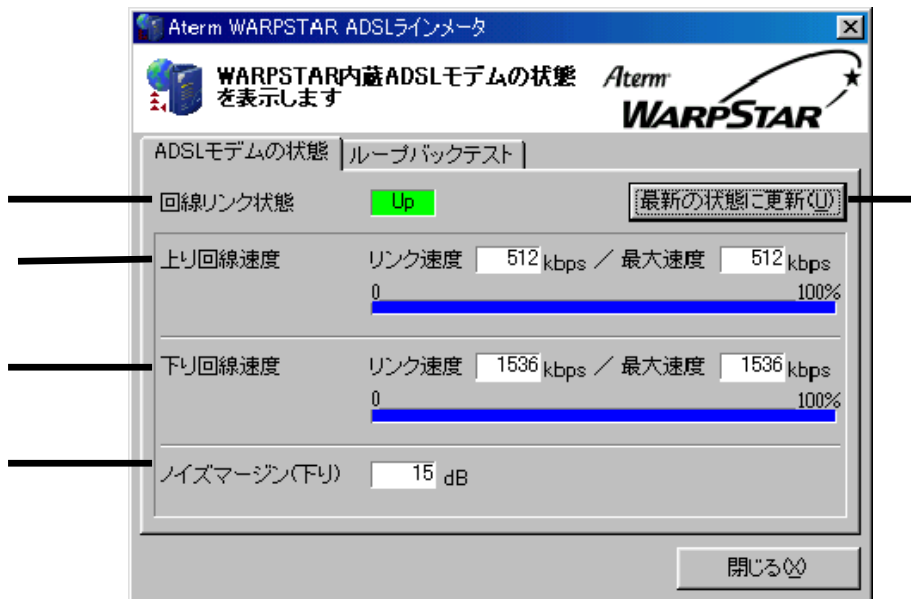 Aterm WARPSTAR ADSLラインメータ
WARPSTAR内蔵ADSLモデムの状態
を表示します
Aterm
WARPSTAR
ADSLモデムの状態 ループバックテスト
回線リンク状態 Up 最新の状態に更新(U)
上り回線速度 リンク速度 512 kbps / 最大速度 512 kbps
0 100%
下り回線速度 リンク速度 1536 kbps / 最大速度 1536 kbps
0 100%
ノイズマージン(下り) 15 dB
閉じる(X)